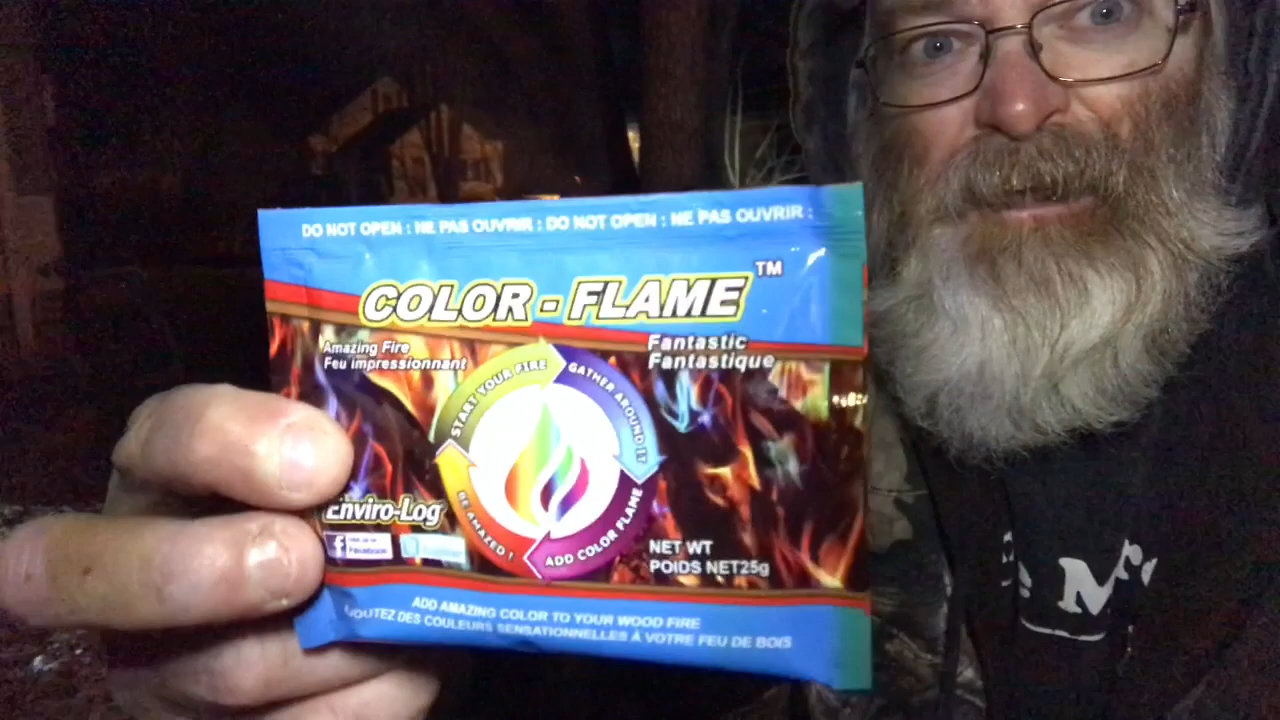 DO NOT OPEN : NE PAS OUVRIR : DO NOT OPEN : NE PAS OUVRIR :
COLOR - FLAME™
Amazing Fire
Feu impressionnant
Fantastic
Fantastique
START YOUR FIRE
GATHER AROUND IT
ADD COLOR FLAME
BE AMAZED !
Enviro-Log
Facebook
NET WT
POIDS NET25g
ADD AMAZING COLOR TO YOUR WOOD FIRE
AJOUTEZ DES COULEURS SENSATIONNELLES À VOTRE FEU DE BOIS